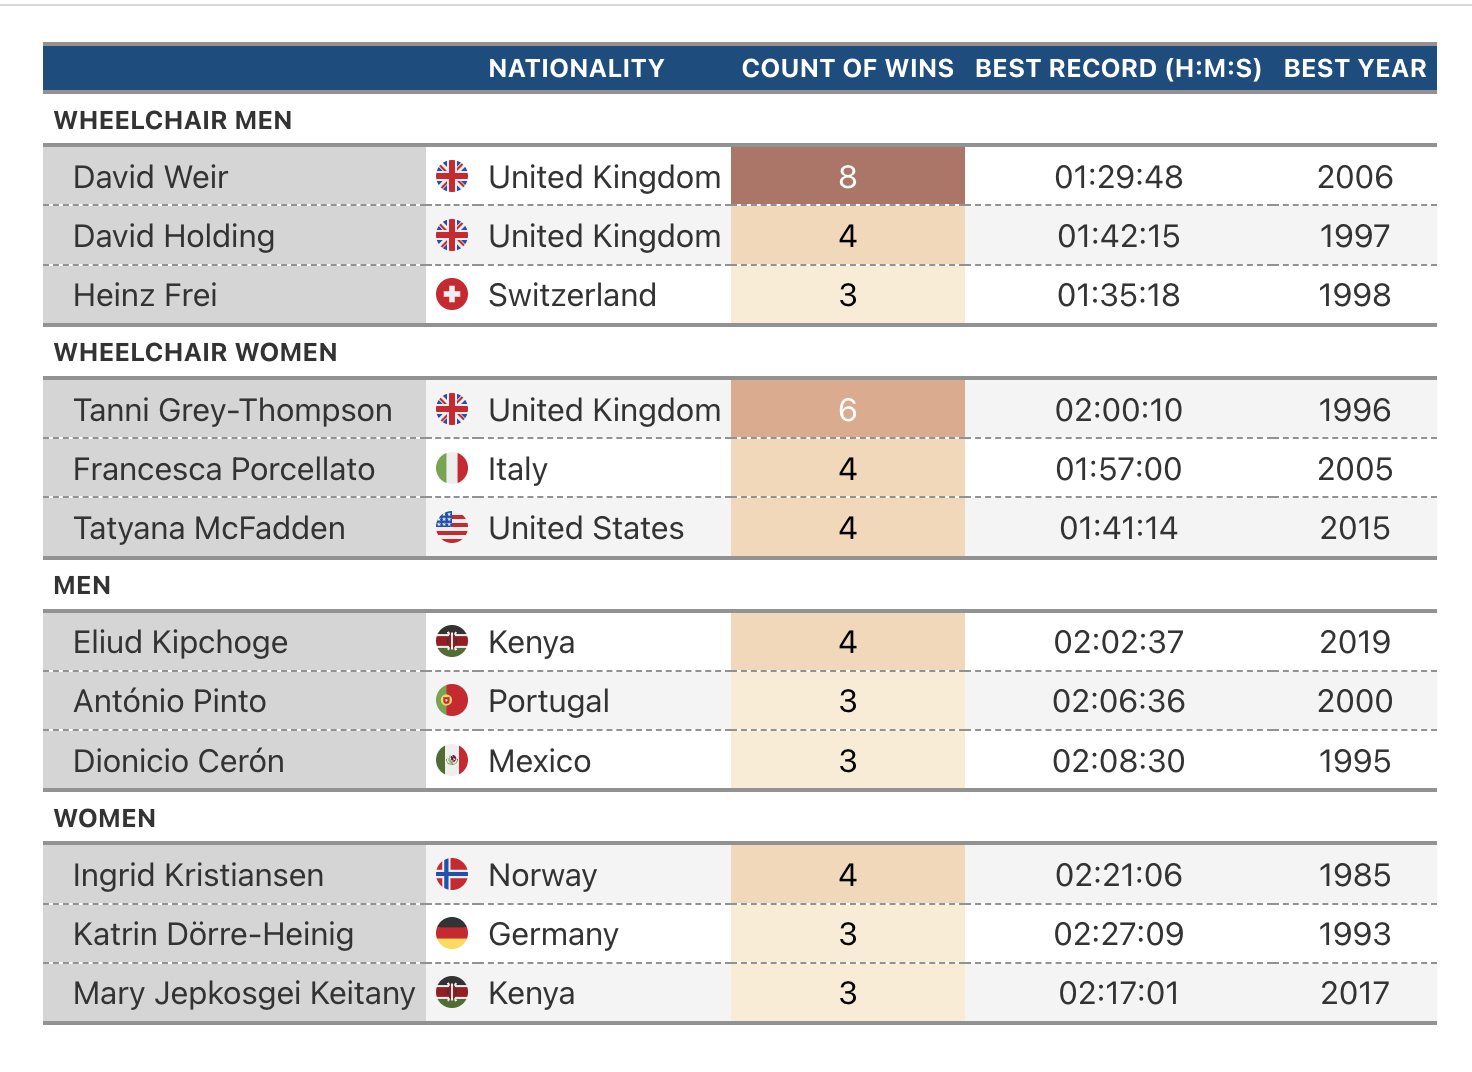 NATIONALITY COUNT OF WINS BEST RECORD (H:M:S) BEST YEAR
WHEELCHAIR MEN
David Weir United Kingdom 8 01:29:48 2006
David Holding United Kingdom 4 01:42:15 1997
Heinz Frei Switzerland 3 01:35:18 1998
WHEELCHAIR WOMEN
Tanni Grey-Thompson United Kingdom 6 02:00:10 1996
Francesca Porcellato Italy 4 01:57:00 2005
Tatyana McFadden United States 4 01:41:14 2015
MEN
Eliud Kipchoge Kenya 4 02:02:37 2019
António Pinto Portugal 3 02:06:36 2000
Dionicio Cerón Mexico 3 02:08:30 1995
WOMEN
Ingrid Kristiansen Norway 4 02:21:06 1985
Katrin Dörre-Heinig Germany 3 02:27:09 1993
Mary Jepkosgei Keitany Kenya 3 02:17:01 2017